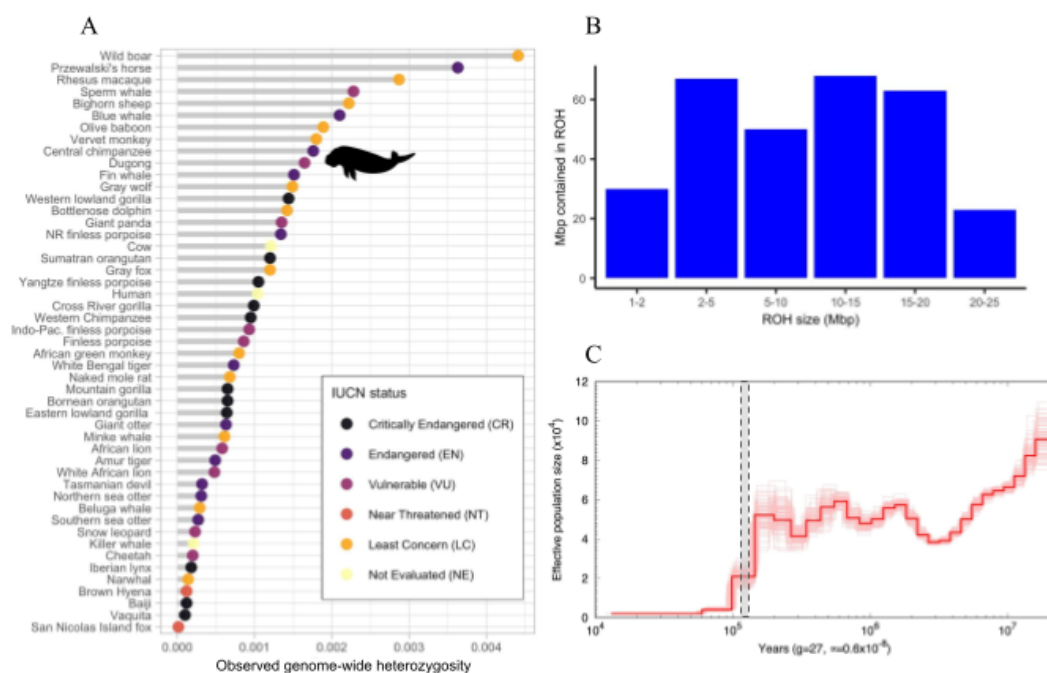 A
Wild boar
Przewalski's horse
Rhesus macaque
Sperm whale
Bighorn sheep
Blue whale
Olive baboon
Vervet monkey
Central chimpanzee
Dugong
Fin whale
Gray wolf
Western lowland gorilla
Bottlenose dolphin
Giant panda
NR finless porpoise
Cow
Sumatran orangutan
Gray fox
Yangtze finless porpoise
Human
Cross River gorilla
Western Chimpanzee
Indo-Pac. finless porpoise
Finless porpoise
African green monkey
White Bengal tiger
Naked mole rat
Mountain gorilla
Bornean orangutan
Eastern lowland gorilla
Giant otter
Minke whale
African lion
Amur tiger
White African lion
Tasmanian devil
Northern sea otter
Beluga whale
Southern sea otter
Snow leopard
Killer whale
Cheetah
Iberian lynx
Narwhal
Brown Hyena
Baiji
Vaquita
San Nicolas Island fox
IUCN status
Critically Endangered (CR)
Endangered (EN)
Vulnerable (VU)
Near Threatened (NT)
Least Concern (LC)
Not Evaluated (NE)
0.000 0.001 0.002 0.003 0.004
Observed genome-wide heterozygosity
B
Mbp contained in ROH
60
40
20
0
1-2 2-5 5-10 10-15 15-20 20-25
ROH size (Mbp)
C
Effective population size (x10⁴)
12
10
8
6
4
2
0
10⁴ 10⁵ 10⁶ 10⁷
Years (g=27, ∝=0.6x10⁻⁸)